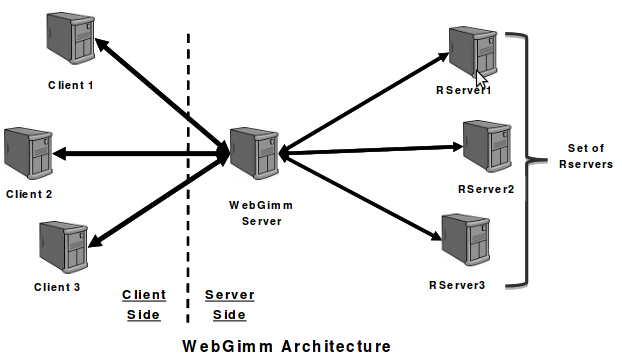 Client 1
RServer1
Set of
Rservers
Client 2
RServer2
WebGimm
Server
Client 3
RServer3
Client
Side
Server
Side
WebGimm Architecture